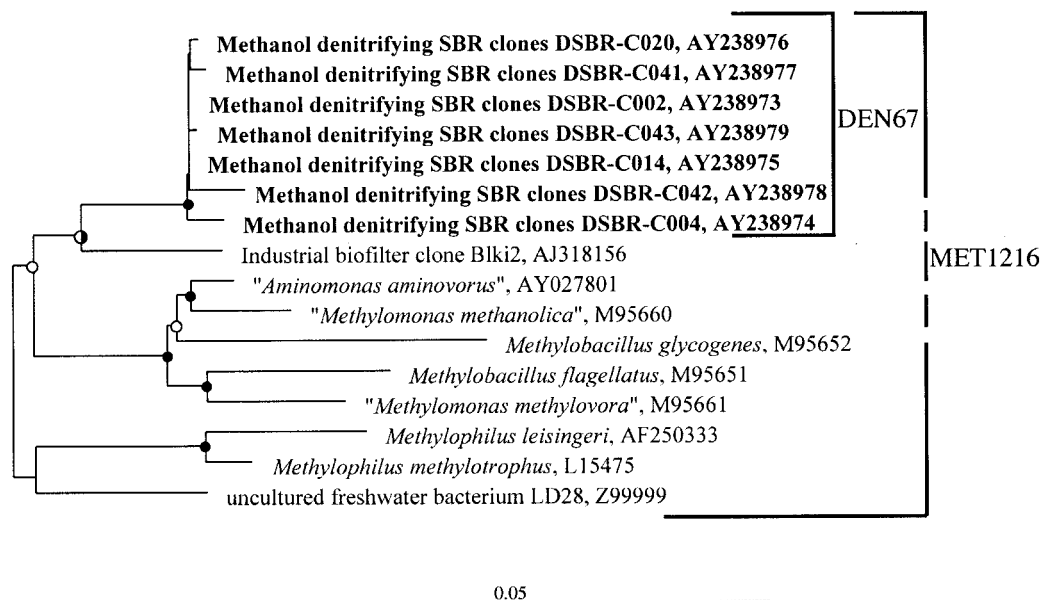 Methanol denitrifying SBR clones DSBR-C020, AY238976
Methanol denitrifying SBR clones DSBR-C041, AY238977
Methanol denitrifying SBR clones DSBR-C002, AY238973
DEN67
Methanol denitrifying SBR clones DSBR-C043, AY238979
Methanol denitrifying SBR clones DSBR-C014, AY238975
Methanol denitrifying SBR clones DSBR-C042, AY238978
Methanol denitrifying SBR clones DSBR-C004, AY238974
Industrial biofilter clone Blki2, AJ318156
MET1216
"Aminomonas aminovorus", AY027801
"Methylomonas methanolica", M95660
Methylobacillus glycogenes, M95652
Methylobacillus flagellatus, M95651
"Methylomonas methylovora", M95661
Methylophilus leisingeri, AF250333
Methylophilus methylotrophus, L15475
uncultured freshwater bacterium LD28, Z99999
0.05